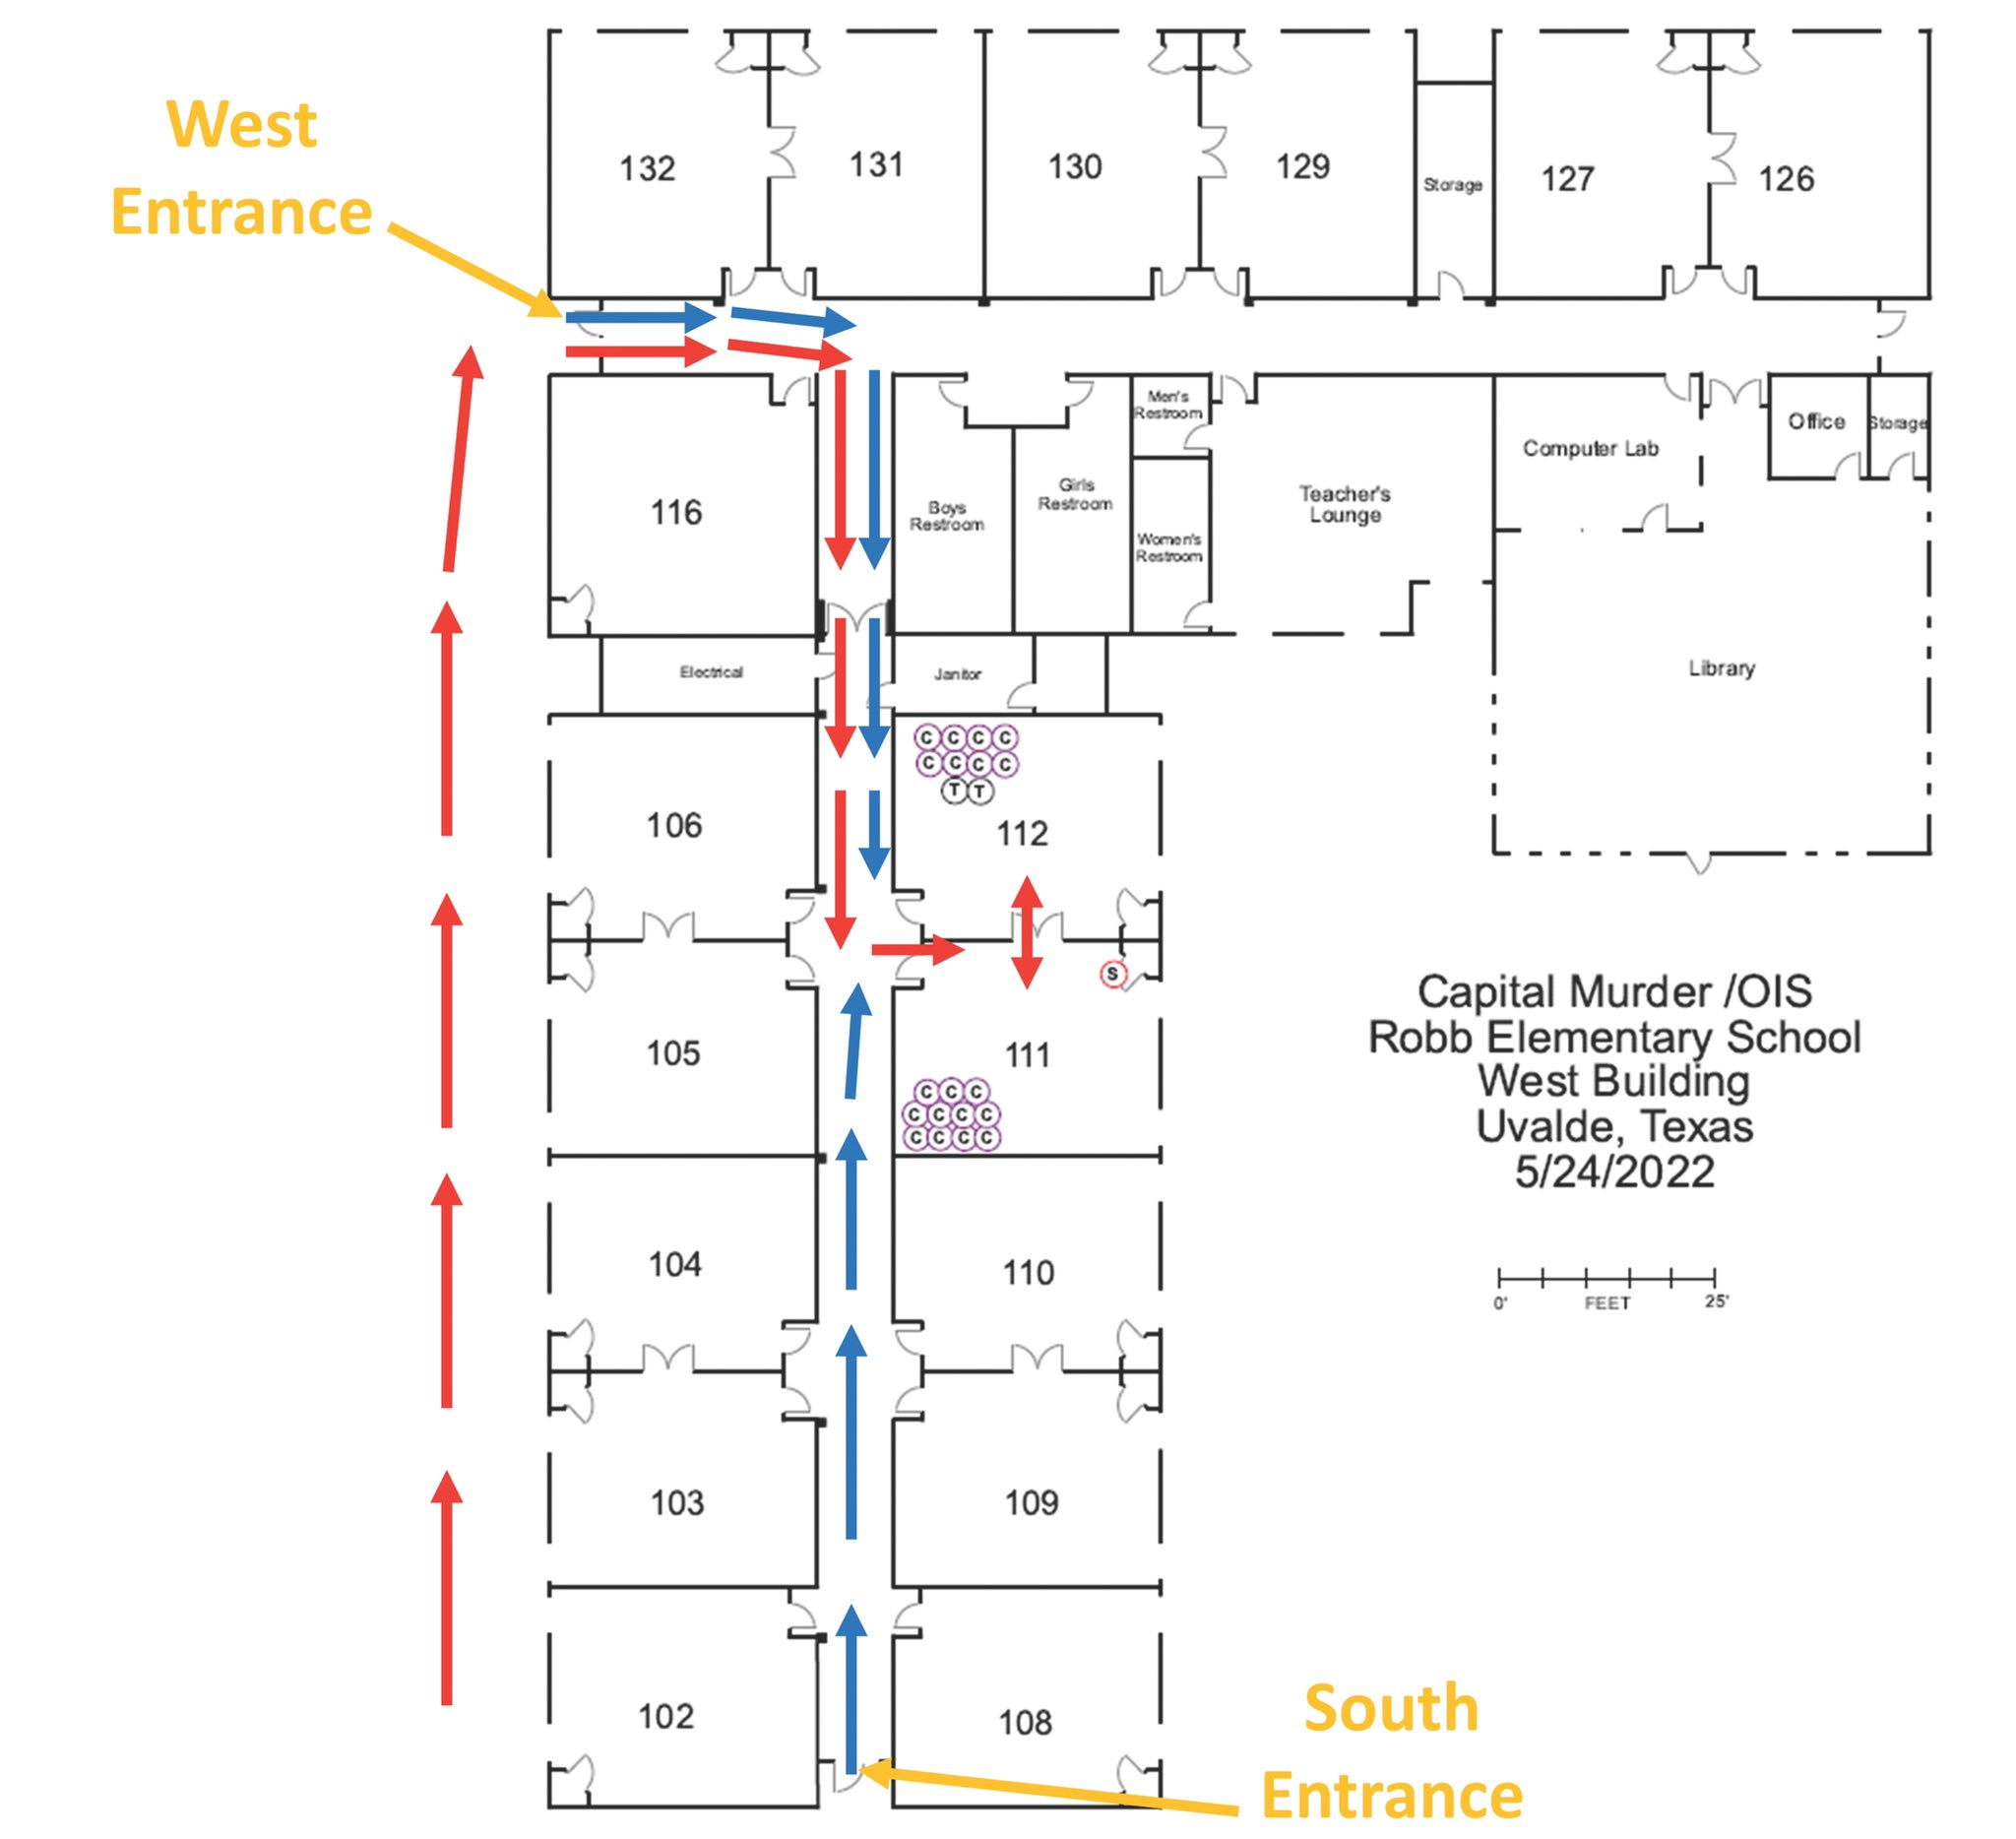 West
Entrance
132
131
130
129
Storage
127
126
116
Boys
Restroom
Girls
Restroom
Men's
Restroom
Women's
Restroom
Teacher's
Lounge
Computer Lab
Office
Storage
Library
Electrical
Janitor
C C C C
C C C C
T T
106
112
S
105
111
C C C
C C C C
C C C C
Capital Murder /OIS
Robb Elementary School
West Building
Uvalde, Texas
5/24/2022
104
110
0' FEET 25'
103
109
102
108
South
Entrance